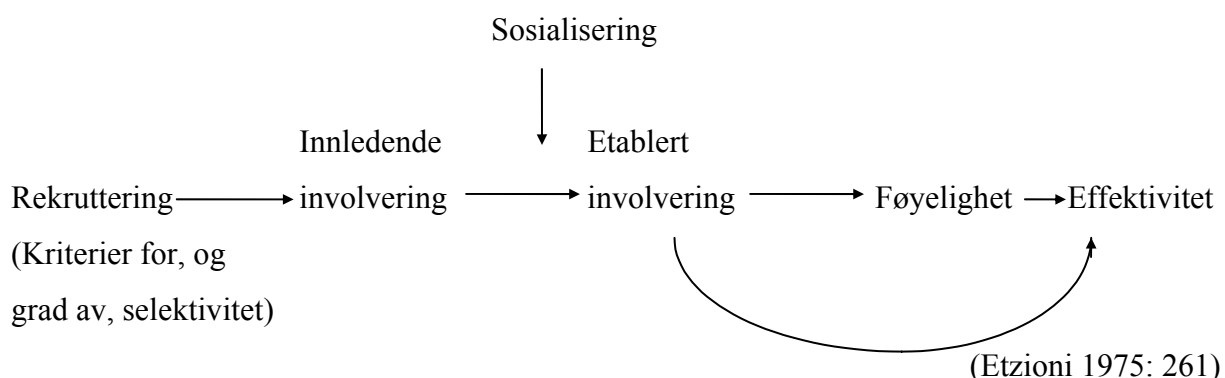 Sosialisering
Innledende Etablert
Rekruttering involvering involvering Føyelighet Effektivitet
(Kriterier for, og
grad av, selektivitet)
(Etzioni 1975: 261)